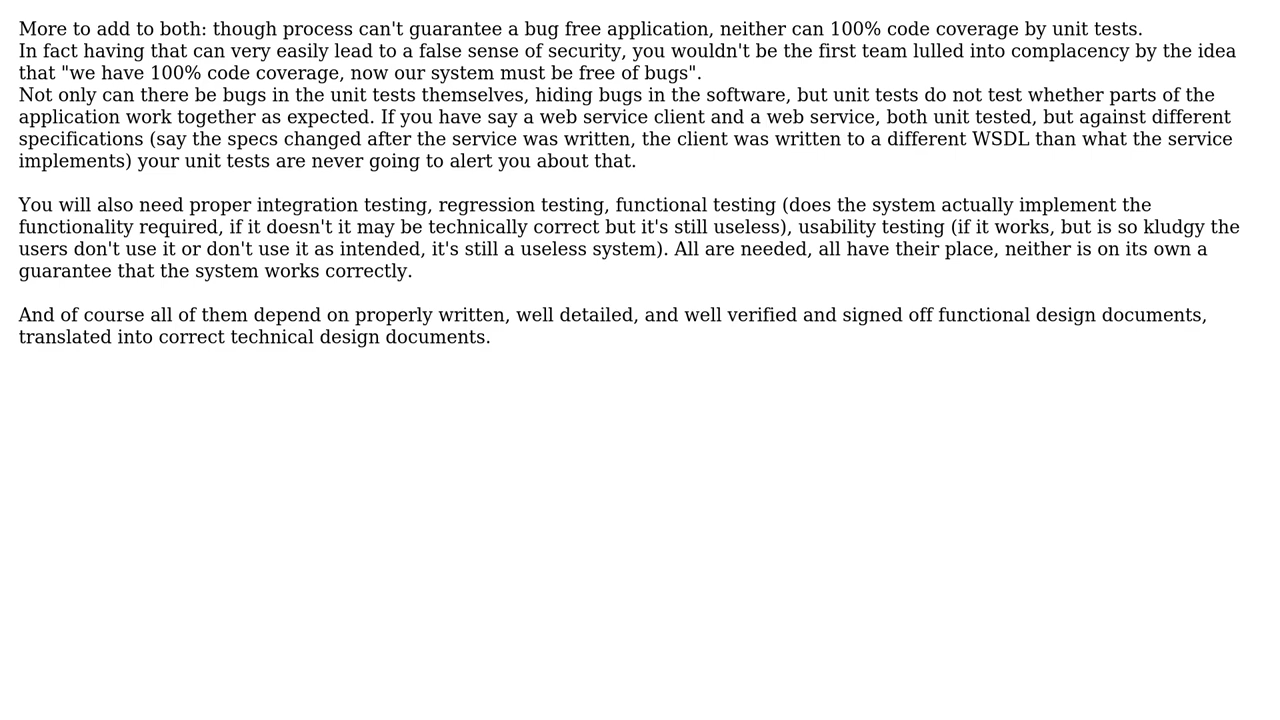 More to add to both: though process can't guarantee a bug free application, neither can 100% code coverage by unit tests.
In fact having that can very easily lead to a false sense of security, you wouldn't be the first team lulled into complacency by the idea
that "we have 100% code coverage, now our system must be free of bugs".
Not only can there be bugs in the unit tests themselves, hiding bugs in the software, but unit tests do not test whether parts of the
application work together as expected. If you have say a web service client and a web service, both unit tested, but against different
specifications (say the specs changed after the service was written, the client was written to a different WSDL than what the service
implements) your unit tests are never going to alert you about that.

You will also need proper integration testing, regression testing, functional testing (does the system actually implement the
functionality required, if it doesn't it may be technically correct but it's still useless), usability testing (if it works, but is so kludgy the
users don't use it or don't use it as intended, it's still a useless system). All are needed, all have their place, neither is on its own a
guarantee that the system works correctly.

And of course all of them depend on properly written, well detailed, and well verified and signed off functional design documents,
translated into correct technical design documents.